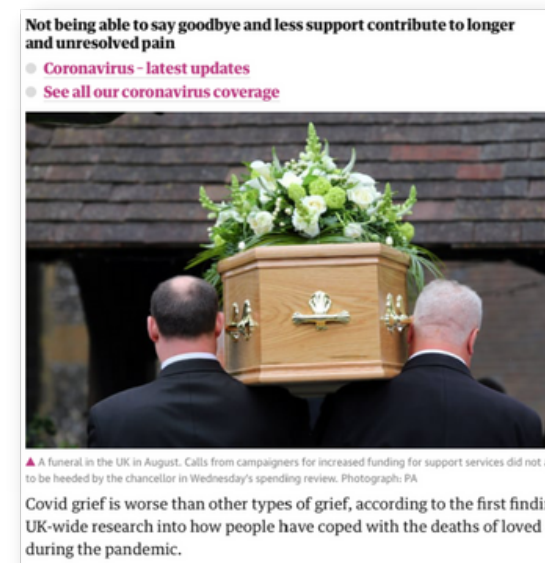 Not being able to say goodbye and less support contribute to longer
and unresolved pain
Coronavirus – latest updates
See all our coronavirus coverage
A funeral in the UK in August. Calls from campaigners for increased funding for support services did not
to be heeded by the chancellor in Wednesday's spending review. Photograph: PA
Covid grief is worse than other types of grief, according to the first
UK-wide research into how people have coped with the deaths of loved
during the pandemic.